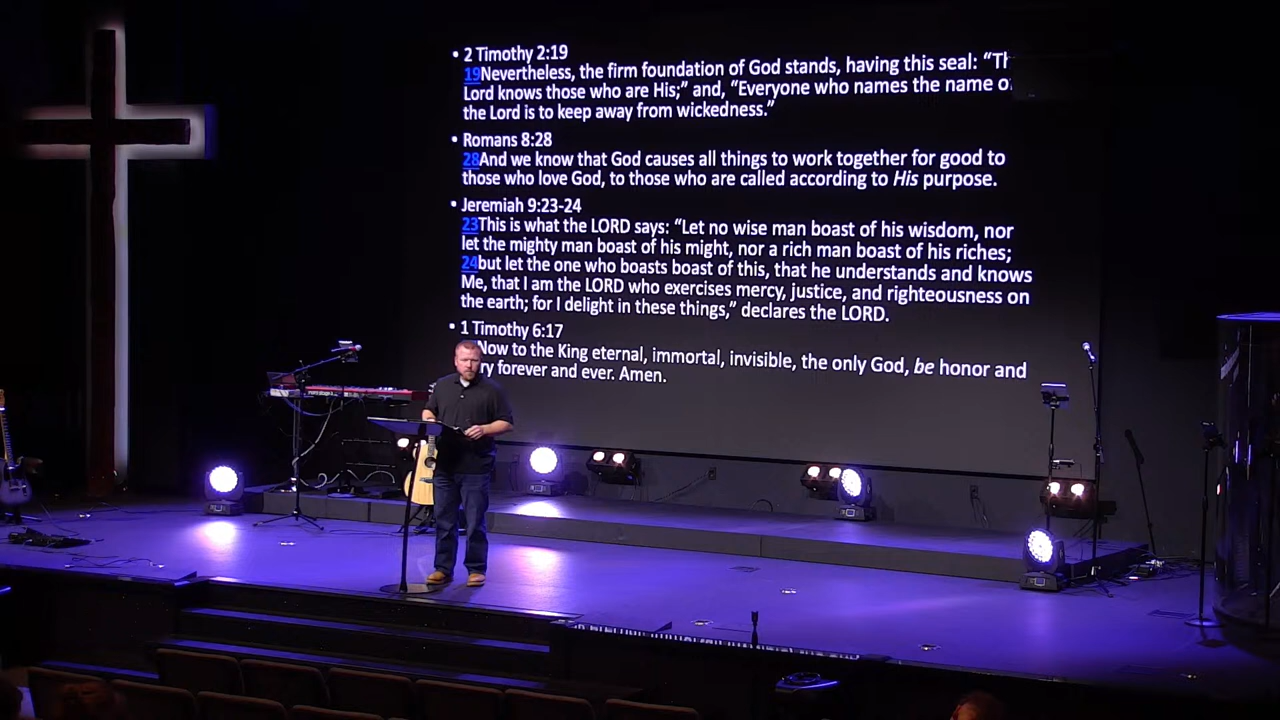 • 2 Timothy 2:19
19Nevertheless, the firm foundation of God stands, having this seal: “Th
Lord knows those who are His;” and, “Everyone who names the name of
the Lord is to keep away from wickedness.”
• Romans 8:28
28And we know that God causes all things to work together for good to
those who love God, to those who are called according to His purpose.
• Jeremiah 9:23-24
23This is what the LORD says: “Let no wise man boast of his wisdom, nor
let the mighty man boast of his might, nor a rich man boast of his riches;
24but let the one who boasts boast of this, that he understands and knows
Me, that I am the LORD who exercises mercy, justice, and righteousness on
the earth; for I delight in these things,” declares the LORD.
• 1 Timothy 6:17
Now to the King eternal, immortal, invisible, the only God, be honor and
ry forever and ever. Amen.